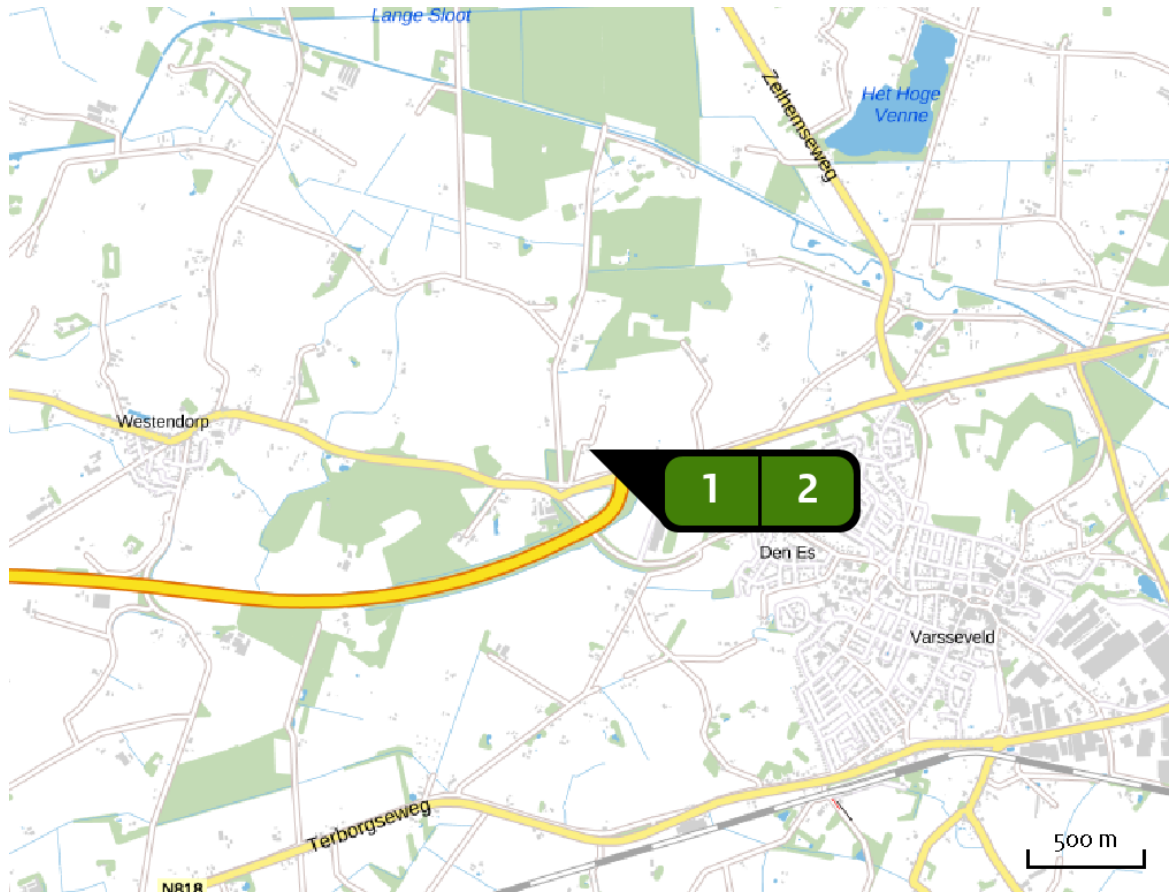 Lange Sloot
Zelhemseweg
Het Hoge
Venne
Westendorp
1 2
Den Es
Varsseveld
Terborgseweg
500 m
N818